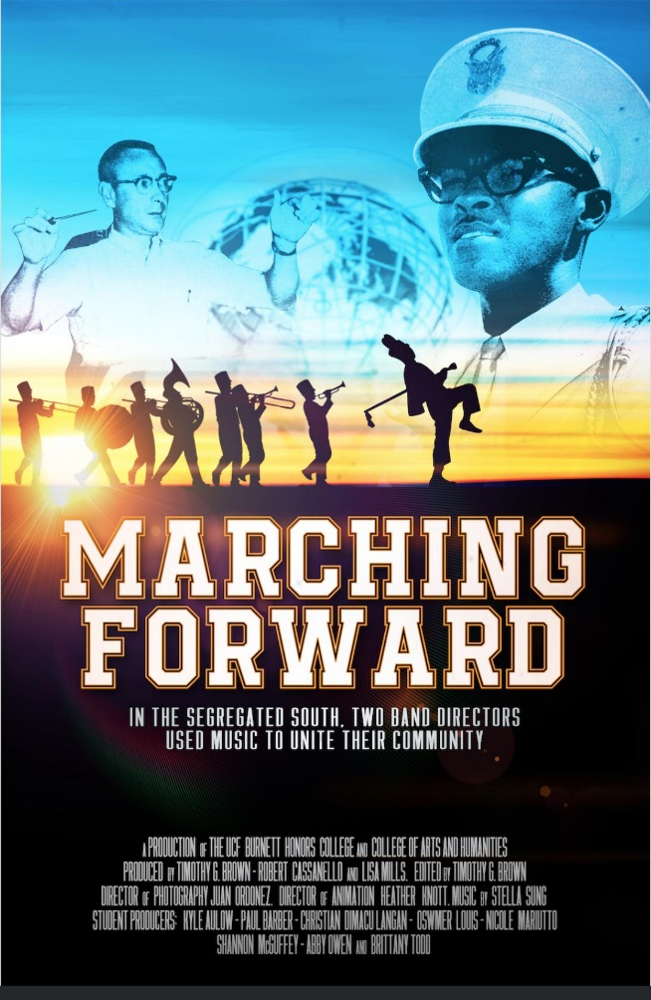 MARCHING
FORWARD
IN THE SEGREGATED SOUTH, TWO BAND DIRECTORS
USED MUSIC TO UNITE THEIR COMMUNITY
A PRODUCTION OF THE UCF BURNETT HONORS COLLEGE AND COLLEGE OF ARTS AND HUMANITIES
PRODUCED BY TIMOTHY G. BROWN - ROBERT CASSANELLO AND LISA MILLS. EDITED BY TIMOTHY G. BROWN
DIRECTOR OF PHOTOGRAPHY JUAN ORDONEZ. DIRECTOR OF ANIMATION HEATHER KNOTT. MUSIC BY STELLA SUNG
STUDENT PRODUCERS: KYLE AULOW - PAUL BARBER - CHRISTIAN DIMACU LANGAN - OSWMER LOUIS - NICOLE MARIUTTO
SHANNON McGUFFEY - ABBY OWEN AND BRITTANY TODD